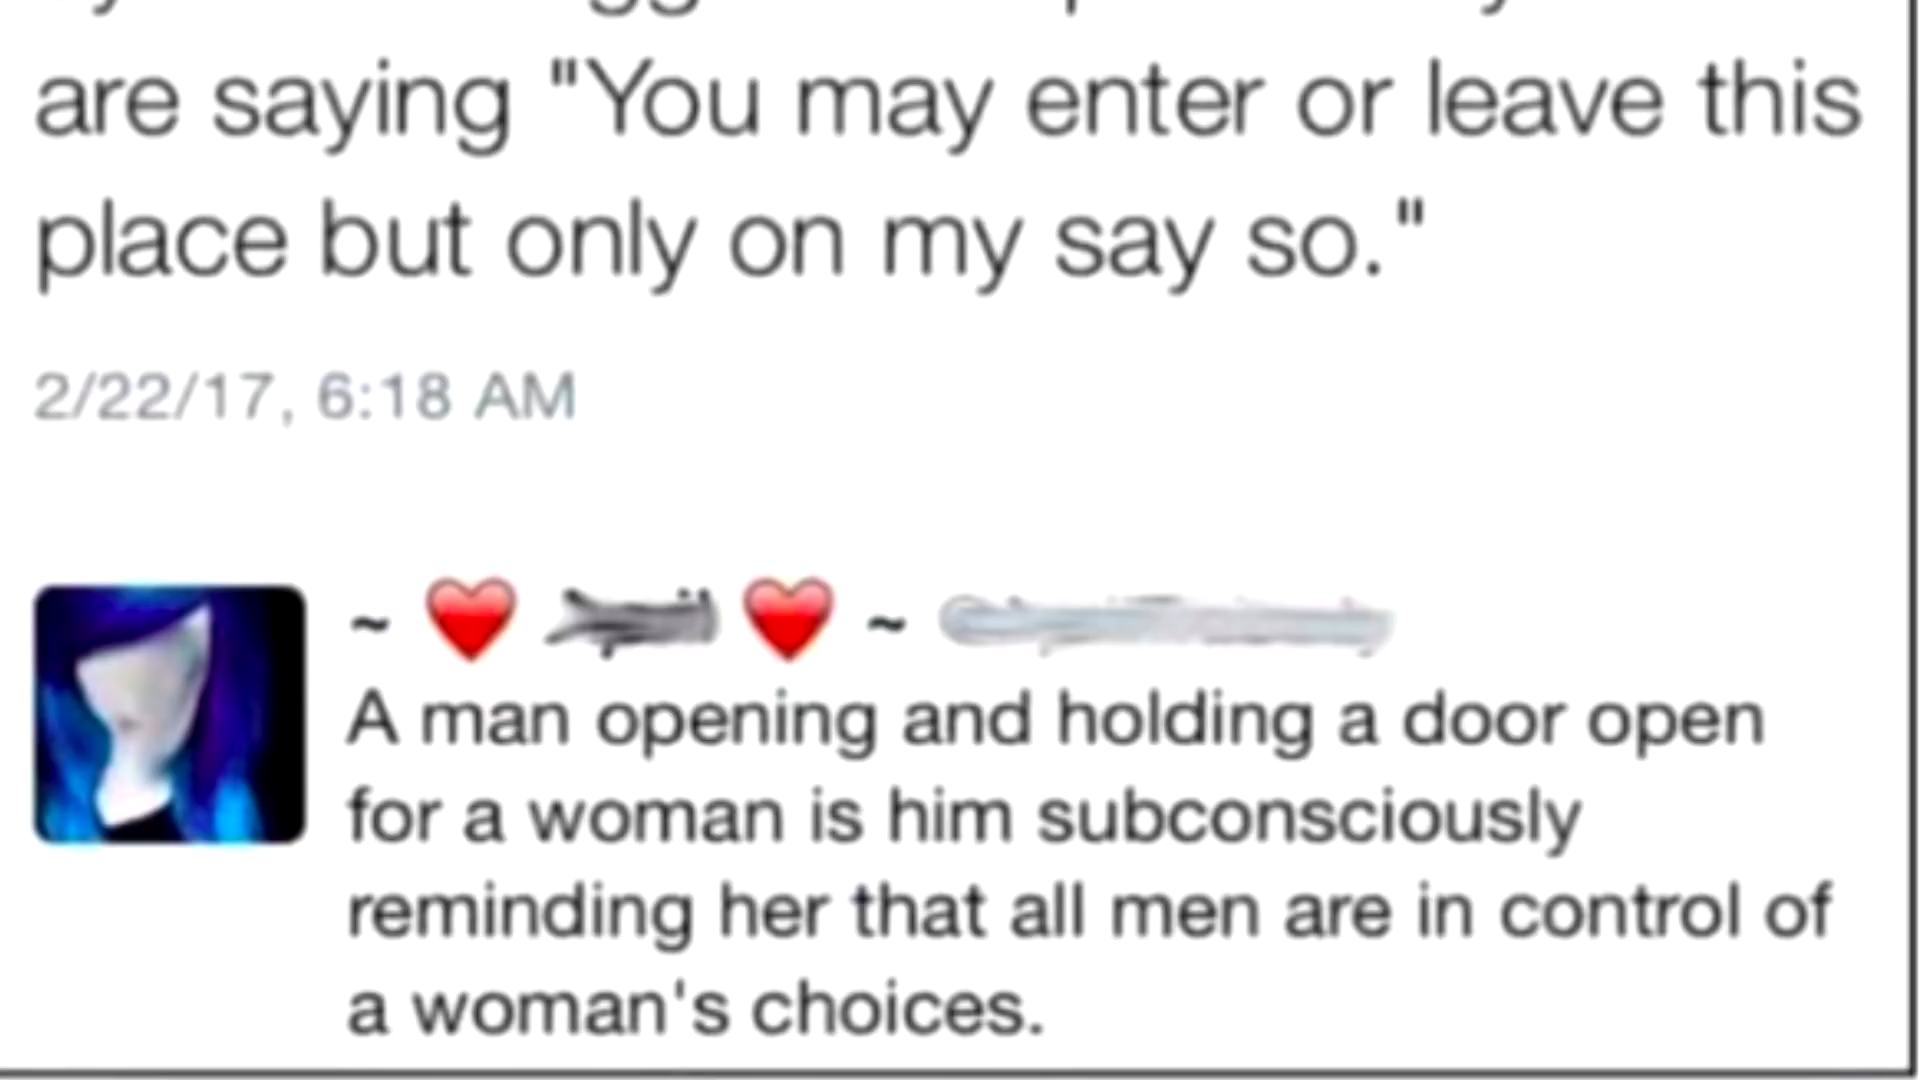 are saying "You may enter or leave this
place but only on my say so."
2/22/17, 6:18 AM
~ ❤️ ❤️ ~
A man opening and holding a door open
for a woman is him subconsciously
reminding her that all men are in control of
a woman's choices.